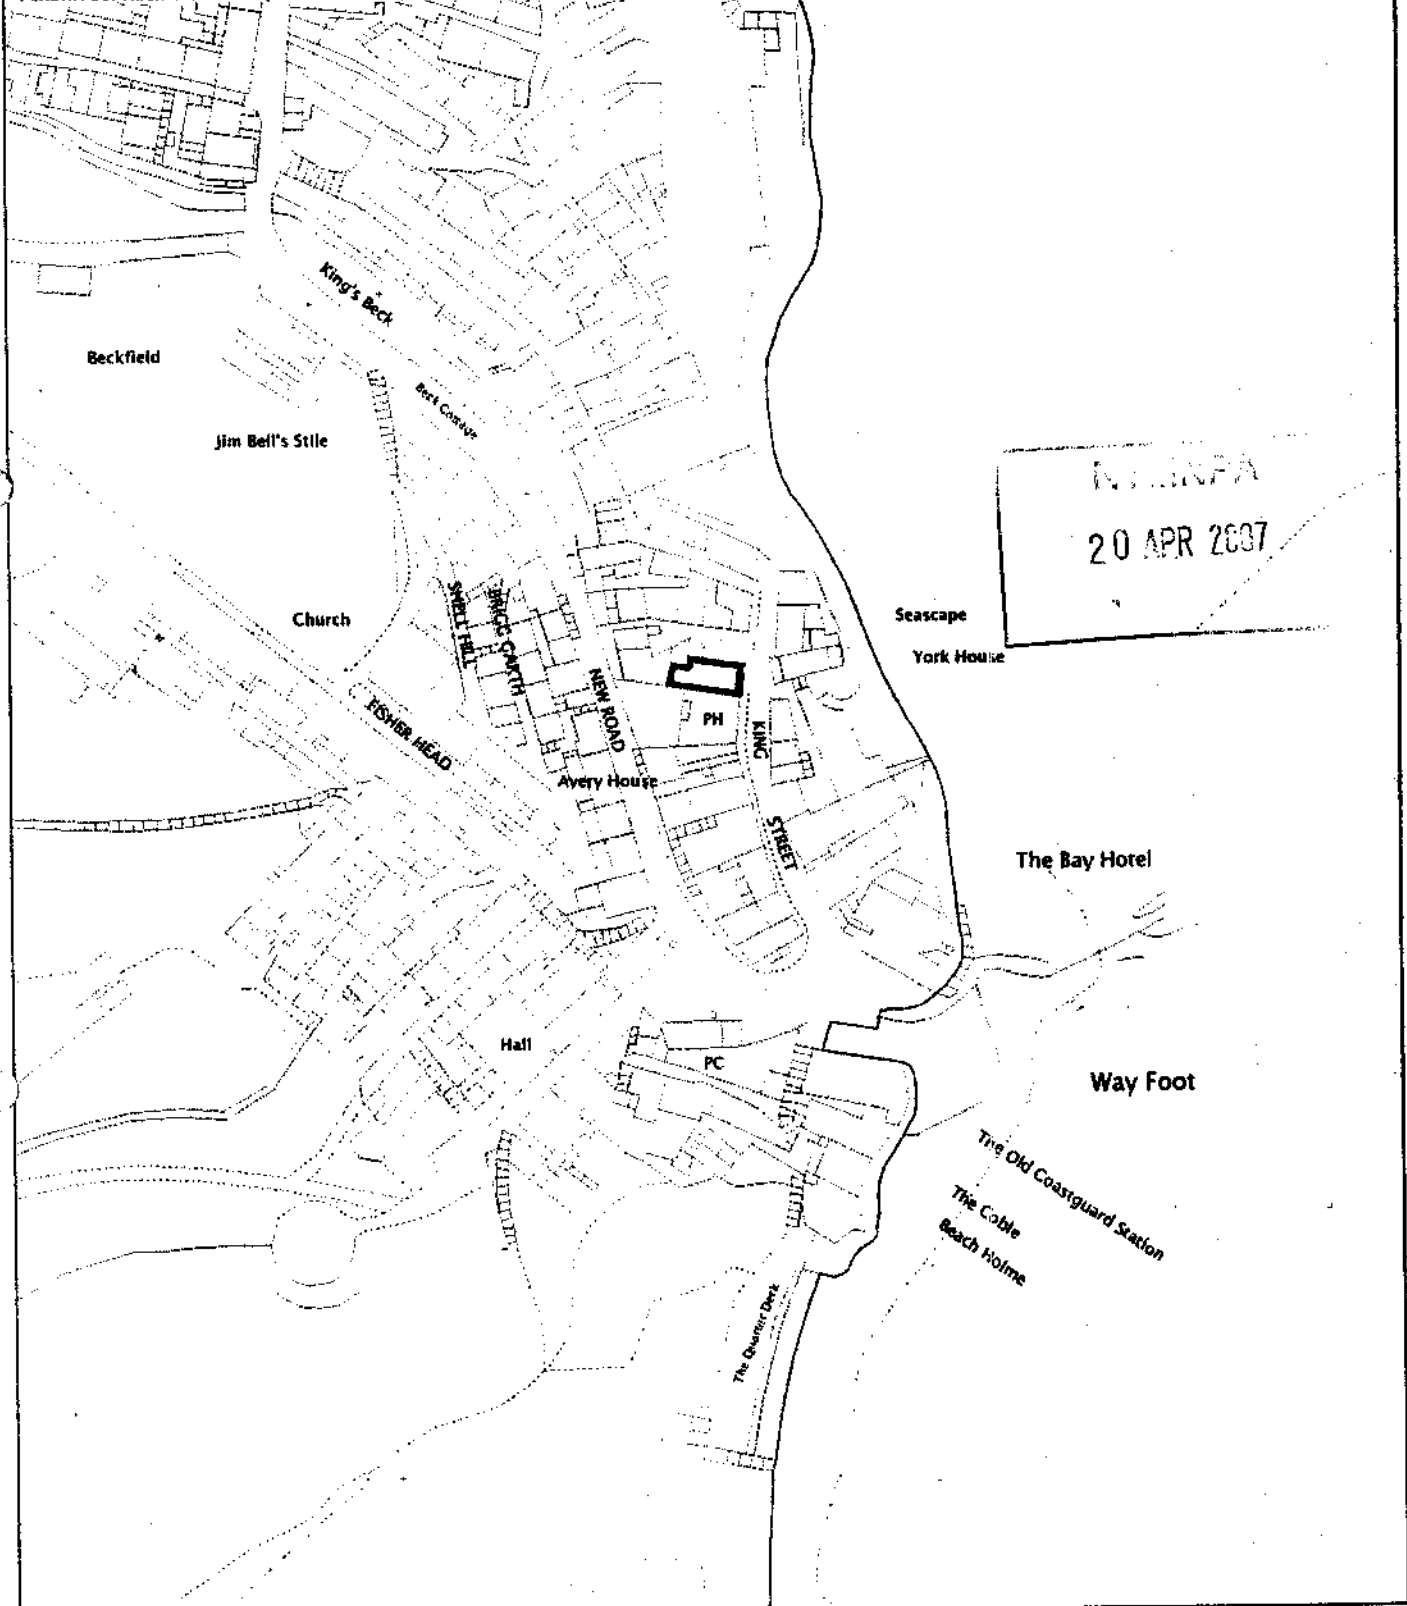 King's Beck
Beckfield
Beck Cottage
Jim Bell's Stile
20 APR 2007
SHELL HILL
BRIGG GARTH
Church
Seascape
York House
NEW ROAD
FISHER HEAD
PH
KING
STREET
Avery House
The Bay Hotel
Hall
PC
Way Foot
The Old Coastguard Station
The Coble
Beach Holme
The Quarter Deck